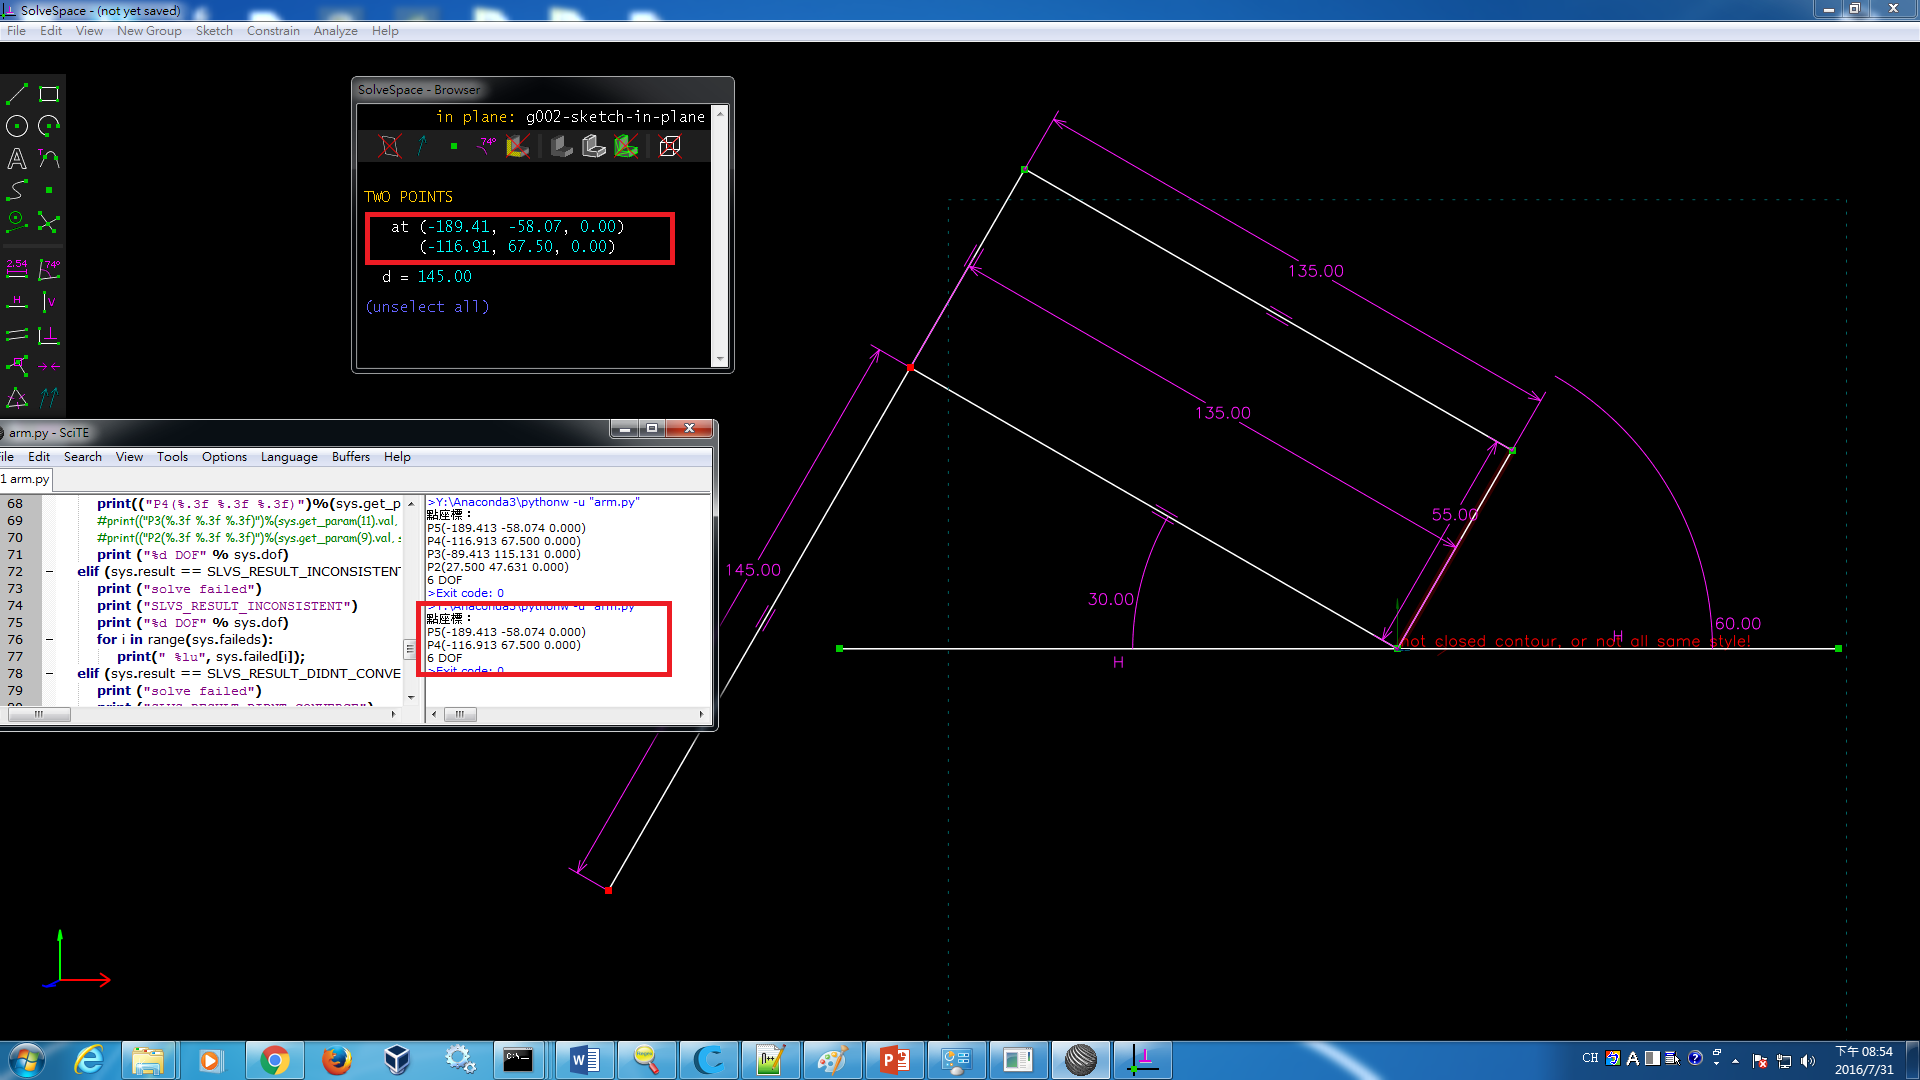 SolveSpace - (not yet saved)
File Edit View New Group Sketch Constrain Analyze Help
SolveSpace - Browser
in plane: g002-sketch-in-plane
TWO POINTS
at (-189.41, -58.07, 0.00)
(-116.91, 67.50, 0.00)
d = 145.00
(unselect all)
135.00
135.00
145.00
55.00
30.00
60.00
H
H
not closed contour, or not all same style!
arm.py - SciTE
ile Edit Search View Tools Options Language Buffers Help
1 arm.py
68 print(("P4(%.3f %.3f %.3f)")%(sys.get_p
69 #print(("P3(%.3f %.3f %.3f)")%(sys.get_param(11).val,
70 #print(("P2(%.3f %.3f %.3f)")%(sys.get_param(9).val, s
71 print ("%d DOF" % sys.dof)
72 elif (sys.result == SLVS_RESULT_INCONSISTENT
73 print ("solve failed")
74 print ("SLVS_RESULT_INCONSISTENT")
75 print ("%d DOF" % sys.dof)
76 for i in range(sys.faileds):
77 print(" %lu", sys.failed[i]);
78 elif (sys.result == SLVS_RESULT_DIDNT_CONVE
79 print ("solve failed")
>Y:\Anaconda3\pythonw -u "arm.py"
點座標：
P5(-189.413 -58.074 0.000)
P4(-116.913 67.500 0.000)
P3(-89.413 115.131 0.000)
P2(27.500 47.631 0.000)
6 DOF
>Exit code: 0
>Y:\Anaconda3\pythonw -u "arm.py"
點座標：
P5(-189.413 -58.074 0.000)
P4(-116.913 67.500 0.000)
6 DOF
>Exit code: 0
CH
下午 08:54
2016/7/31